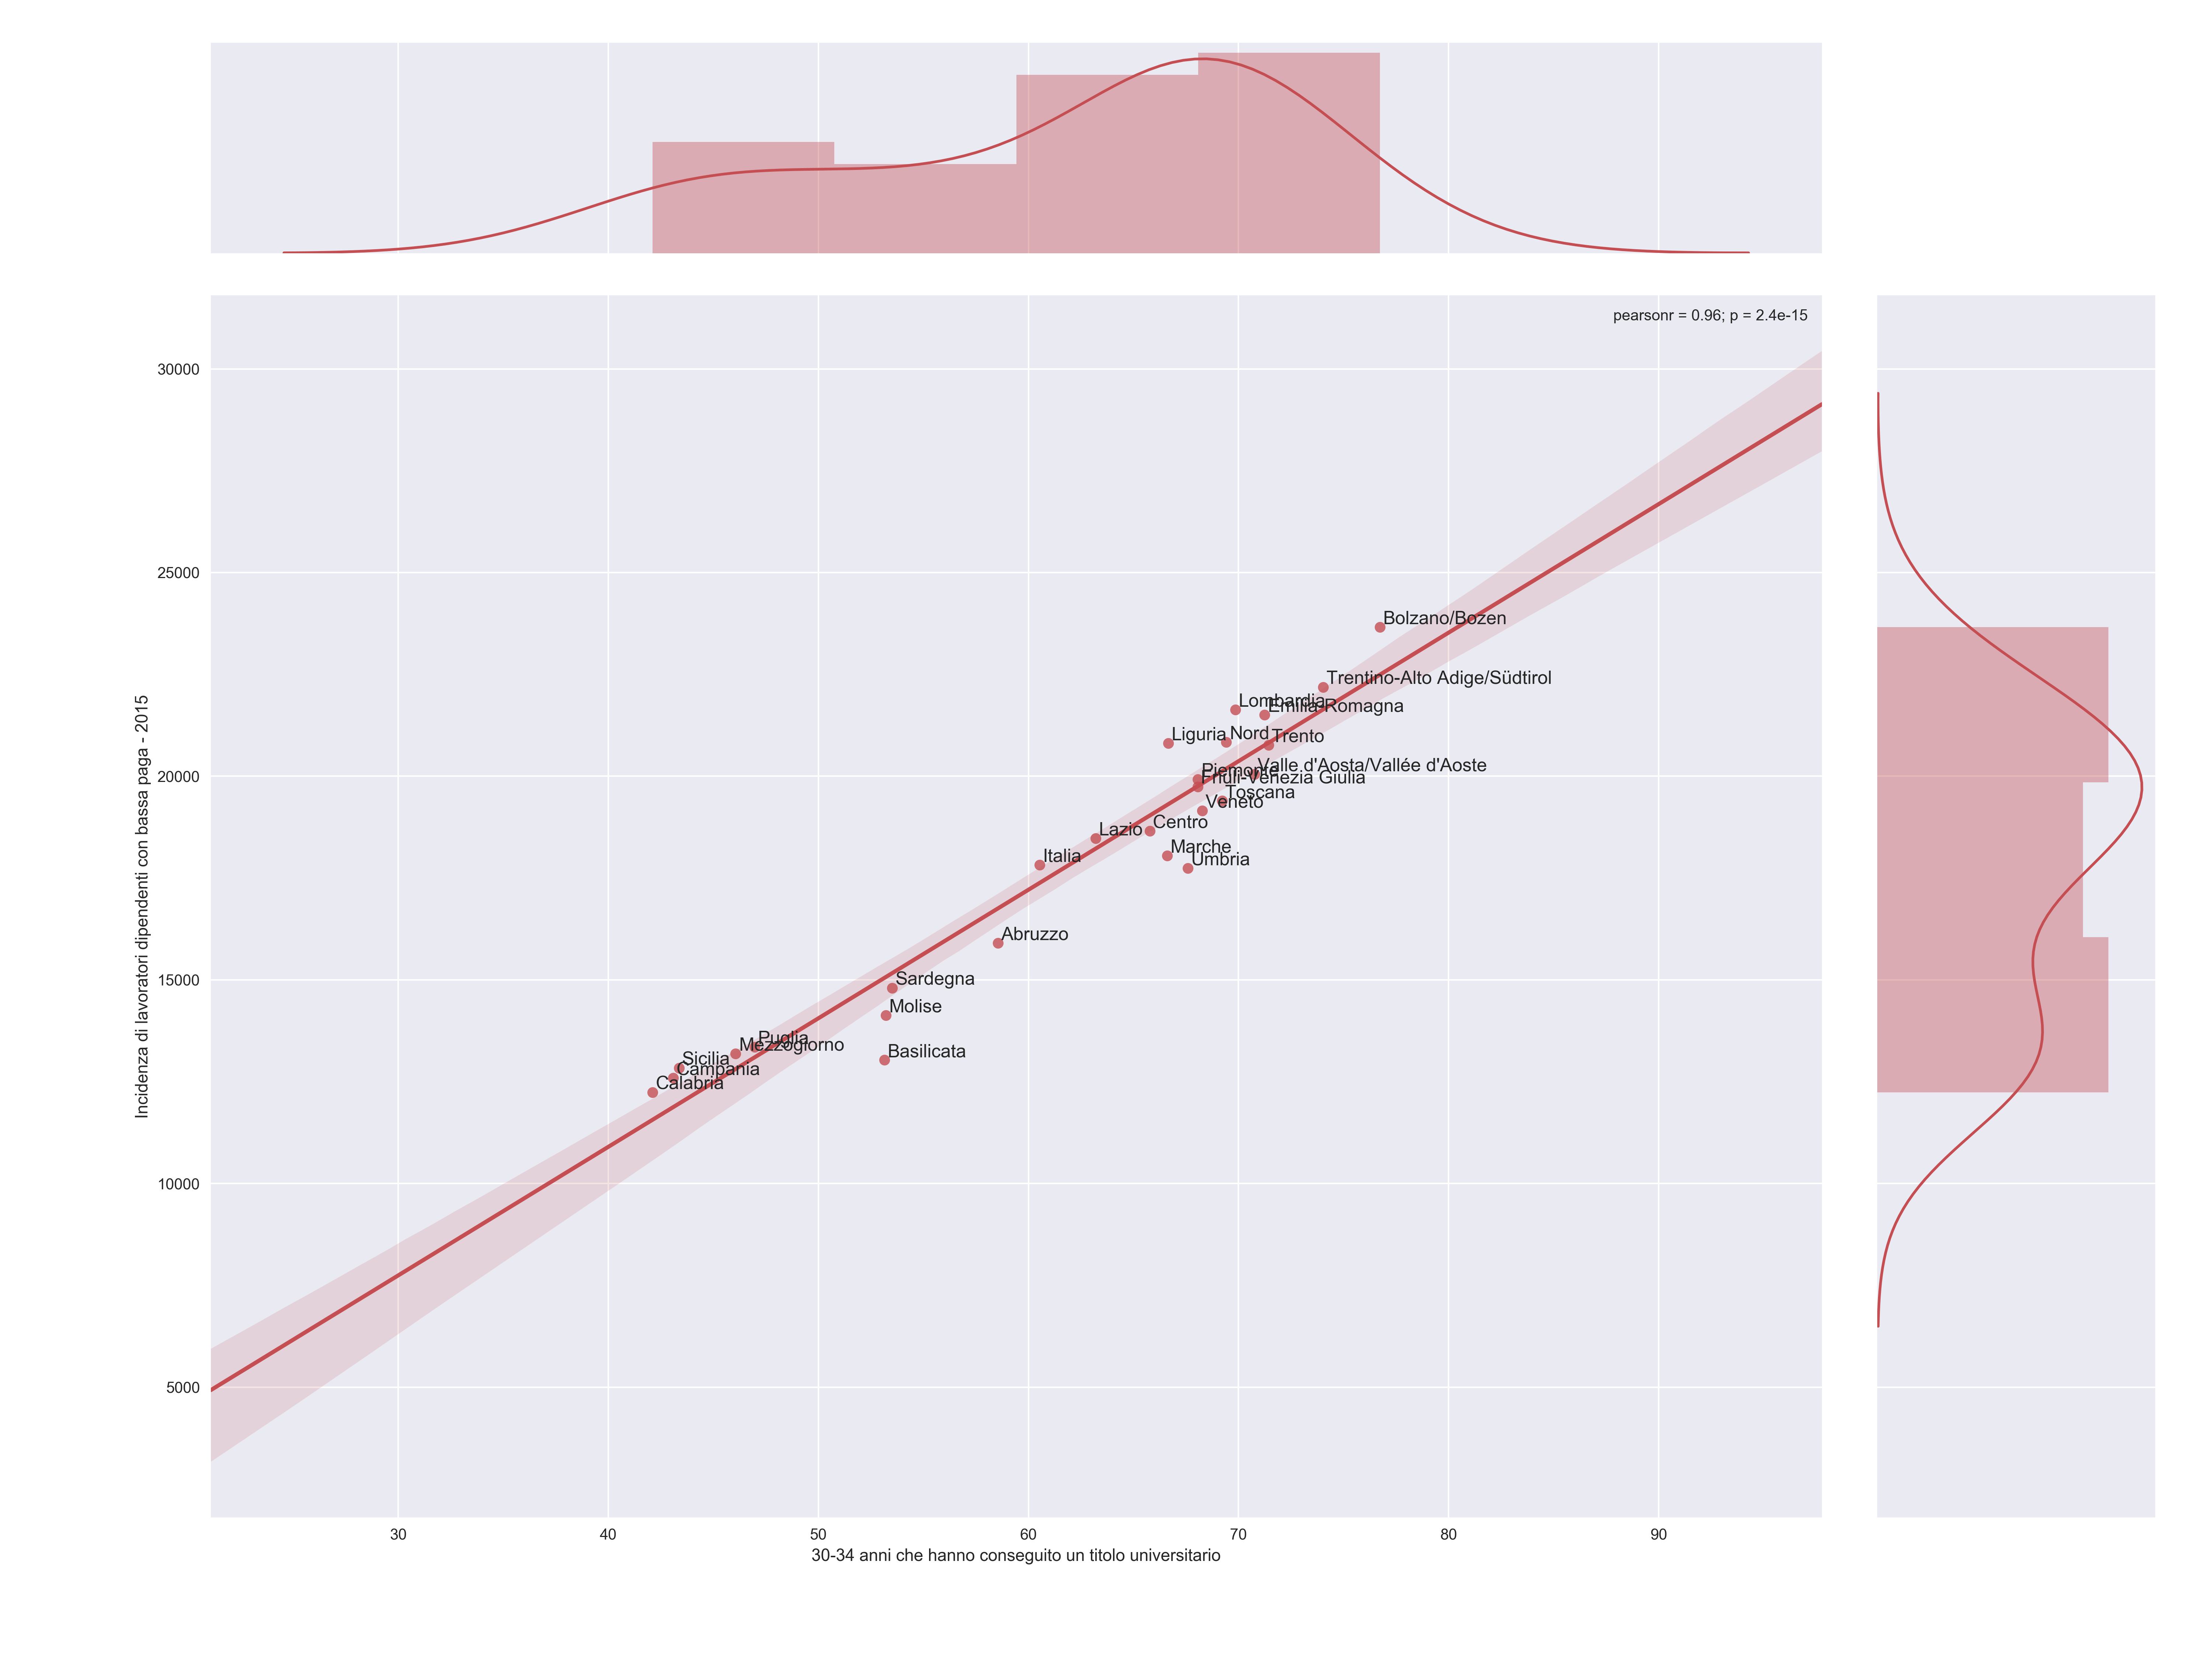 pearsonr = 0.96; p = 2.4e-15
30000
25000
20000
15000
10000
5000
Incidenza di lavoratori dipendenti con bassa paga - 2015
Bolzano/Bozen
Trentino-Alto Adige/Südtirol
Lombardia
Emilia-Romagna
Liguria
Nord
Trento
Valle d'Aosta/Vallée d'Aoste
Piemonte
Friuli-Venezia Giulia
Toscana
Veneto
Centro
Lazio
Marche
Italia
Umbria
Abruzzo
Sardegna
Molise
Puglia
Mezzogiorno
Basilicata
Sicilia
Campania
Calabria
30
40
50
60
70
80
90
30-34 anni che hanno conseguito un titolo universitario